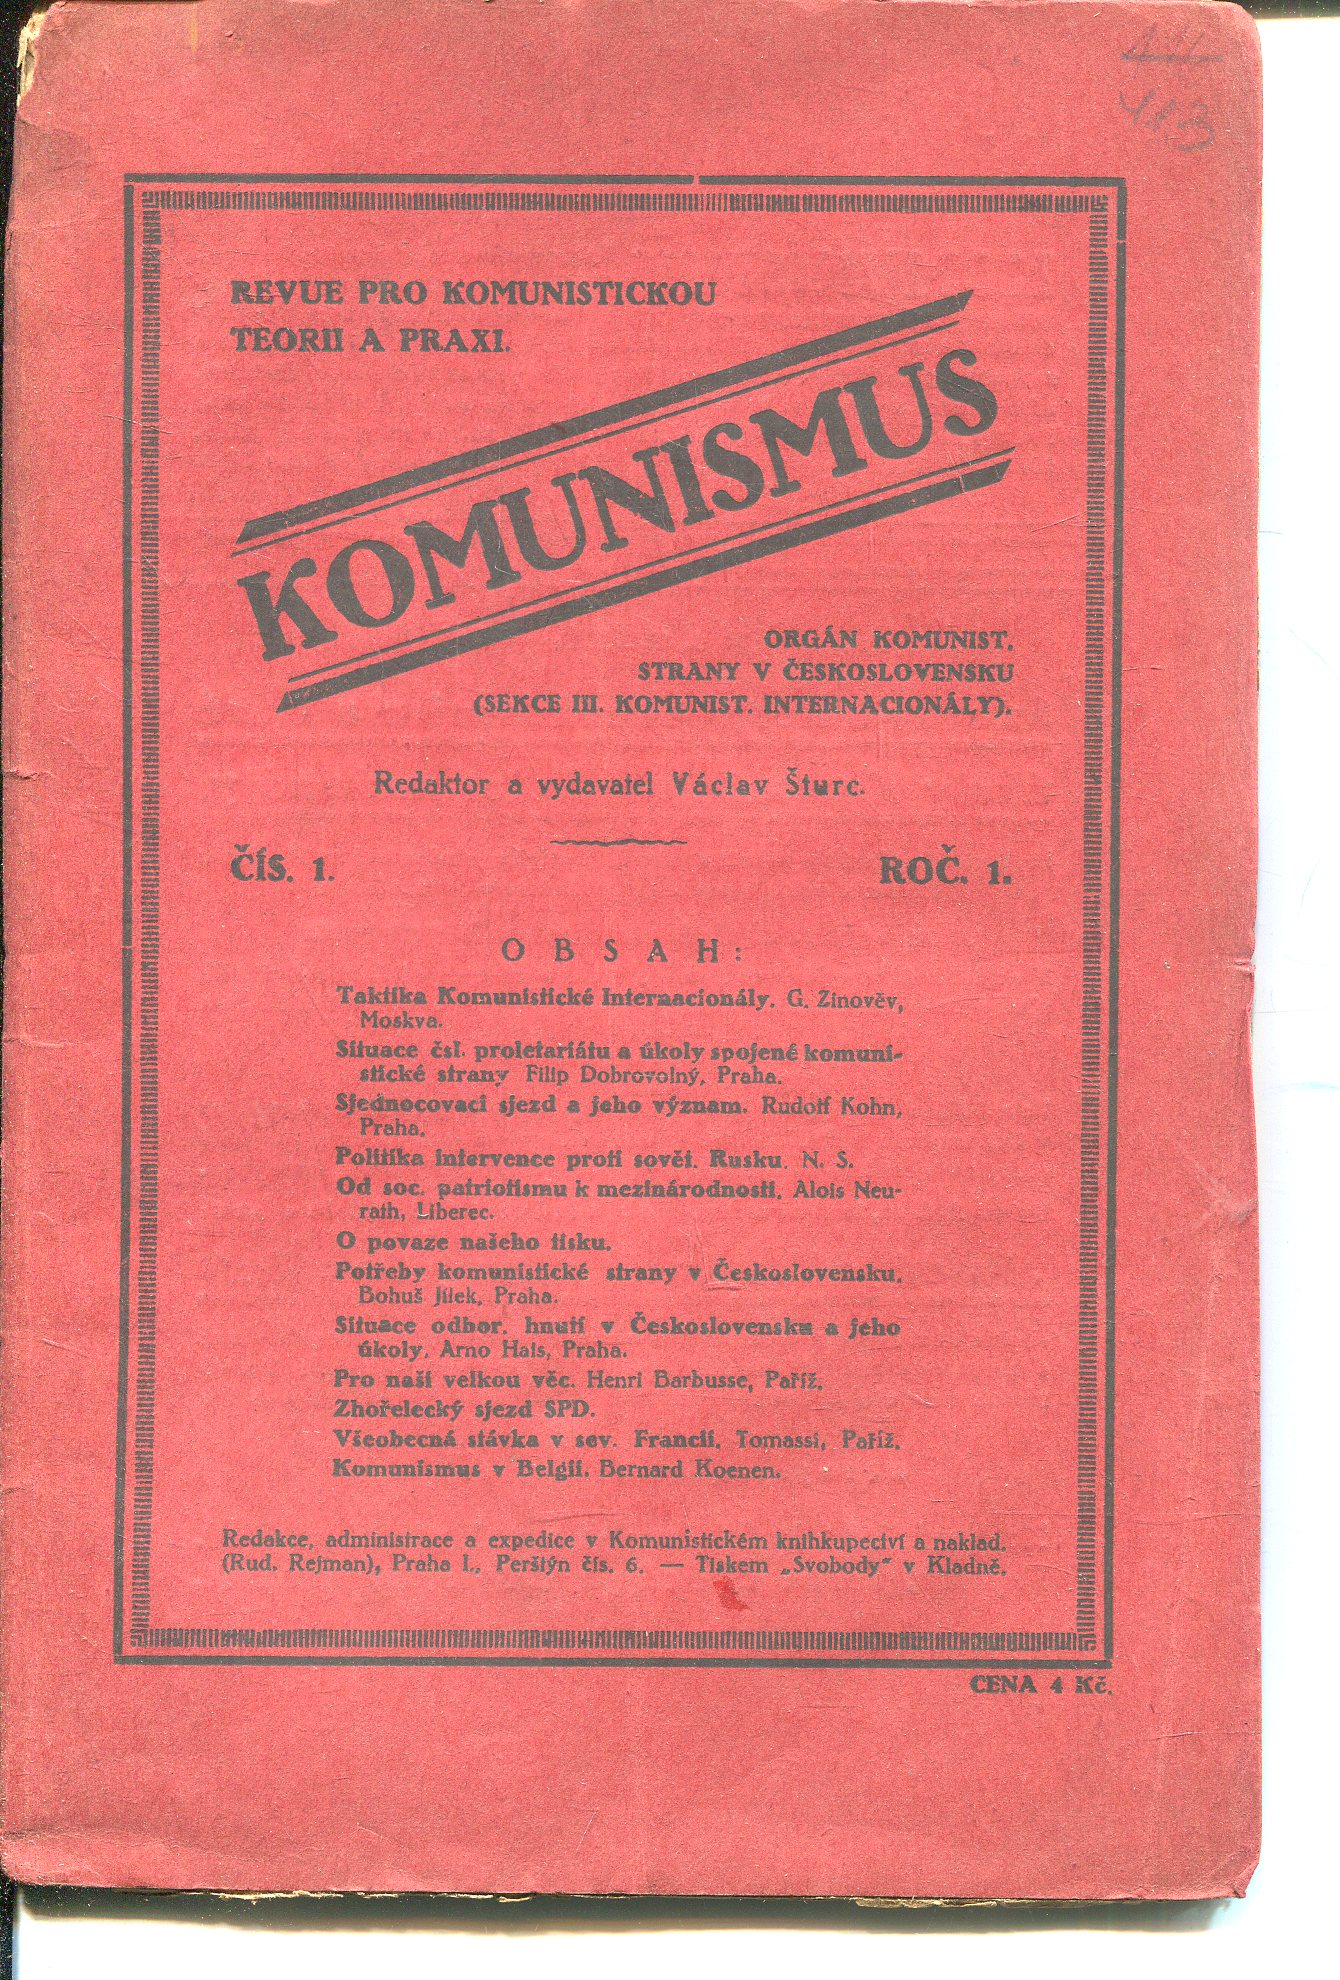 REVUE PRO KOMUNISTICKOU
TEORII A PRAXI.
KOMUNISMUS
ORGÁN KOMUNIST.
STRANY V ČESKOSLOVENSKU
(SEKCE III. KOMUNIST. INTERNACIONÁLY).
Redaktor a vydavatel Václav Šturc.
ČÍS. 1.
ROČ. 1.
OBSAH:
Taktika Komunistické Internacionály. G. Zinověv,
Moskva.
Situace čsl. proletariátu a úkoly spojené komuni-
stické strany Filip Dobrovolný, Praha.
Sjednocovací sjezd a jeho význam. Rudolf Kohn,
Praha.
Politika intervence proti sovět. Rusku. N. S.
Od soc. patriotismu k mezinárodnosti. Alois Neu-
rath, Liberec.
O povaze našeho tisku.
Potřeby komunistické strany v Československu.
Bohuš Jílek, Praha.
Situace odbor. hnutí v Československu a jeho
úkoly. Arno Hais, Praha.
Pro naši velkou věc. Henri Barbusse, Paříž.
Zhořelecký sjezd SPD.
Všeobecná stávka v sev. Francii. Tomassi, Paříž.
Komunismus v Belgii. Bernard Koenen.
Redakce, administrace a expedice v Komunistickém knihkupectví a naklad.
(Rud. Rejman), Praha I., Perštýn čís. 6. — Tiskem „Svobody" v Kladně.
CENA 4 Kč.